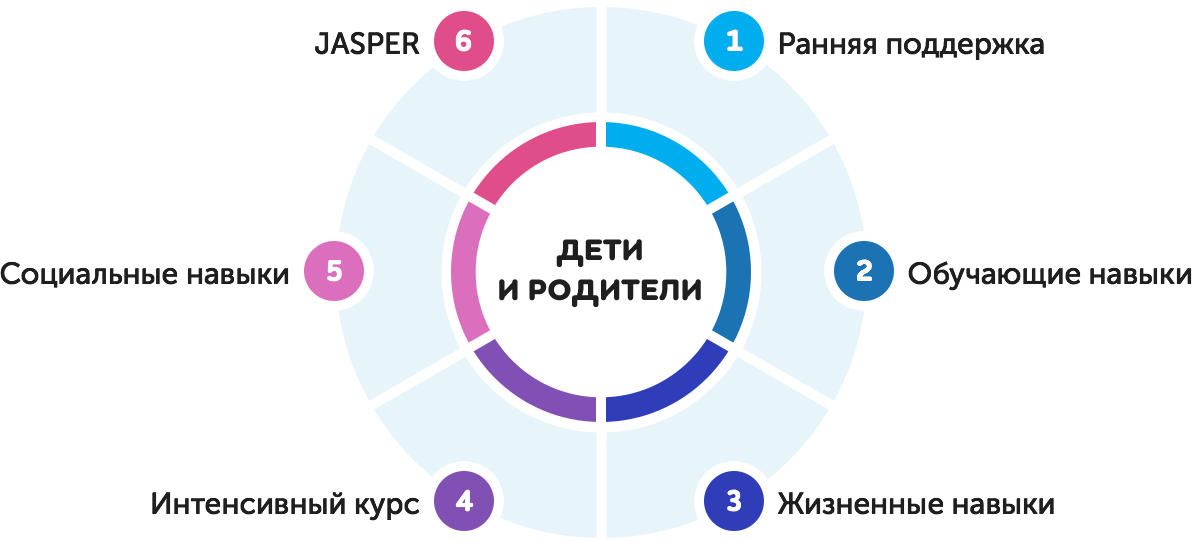 JASPER
6
1
Ранняя поддержка
Социальные навыки
5
ДЕТИ
И РОДИТЕЛИ
2
Обучающие навыки
Интенсивный курс
4
3
Жизненные навыки